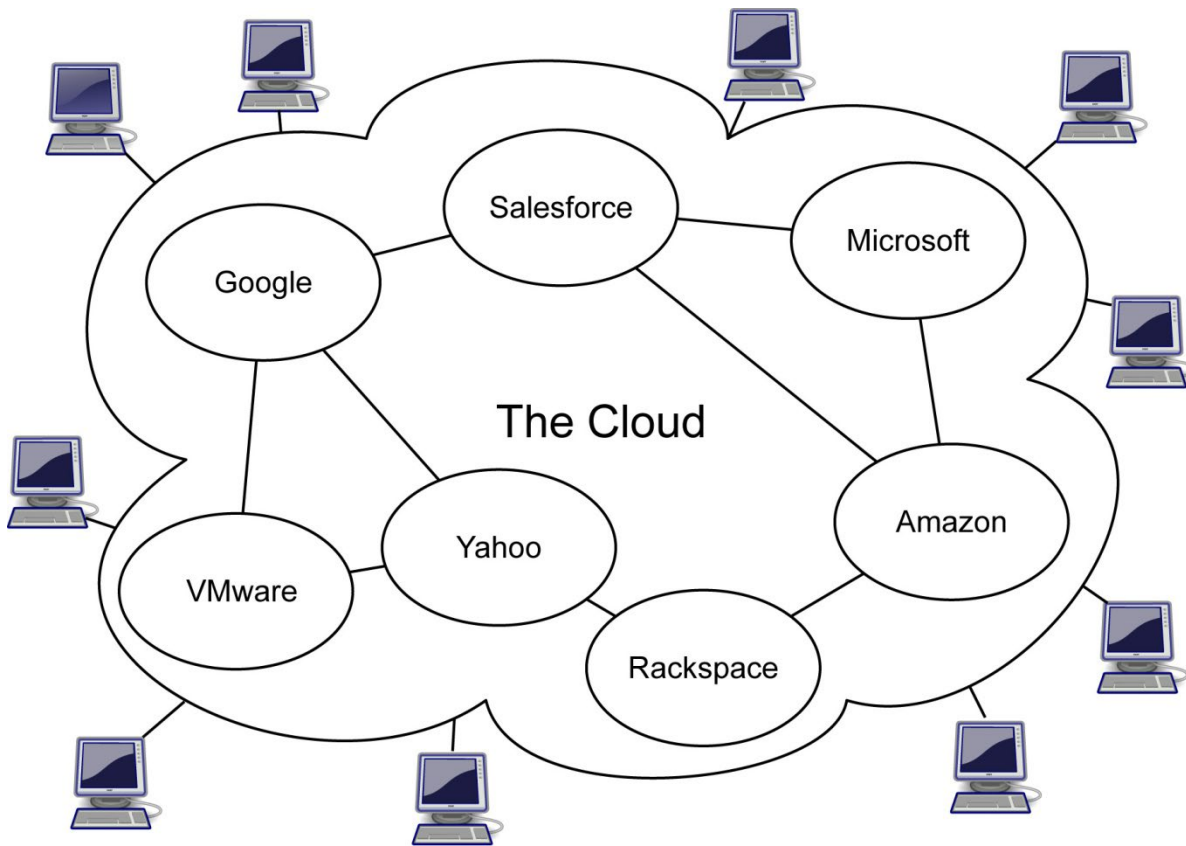 Salesforce
Microsoft
Google
The Cloud
Amazon
Yahoo
VMware
Rackspace